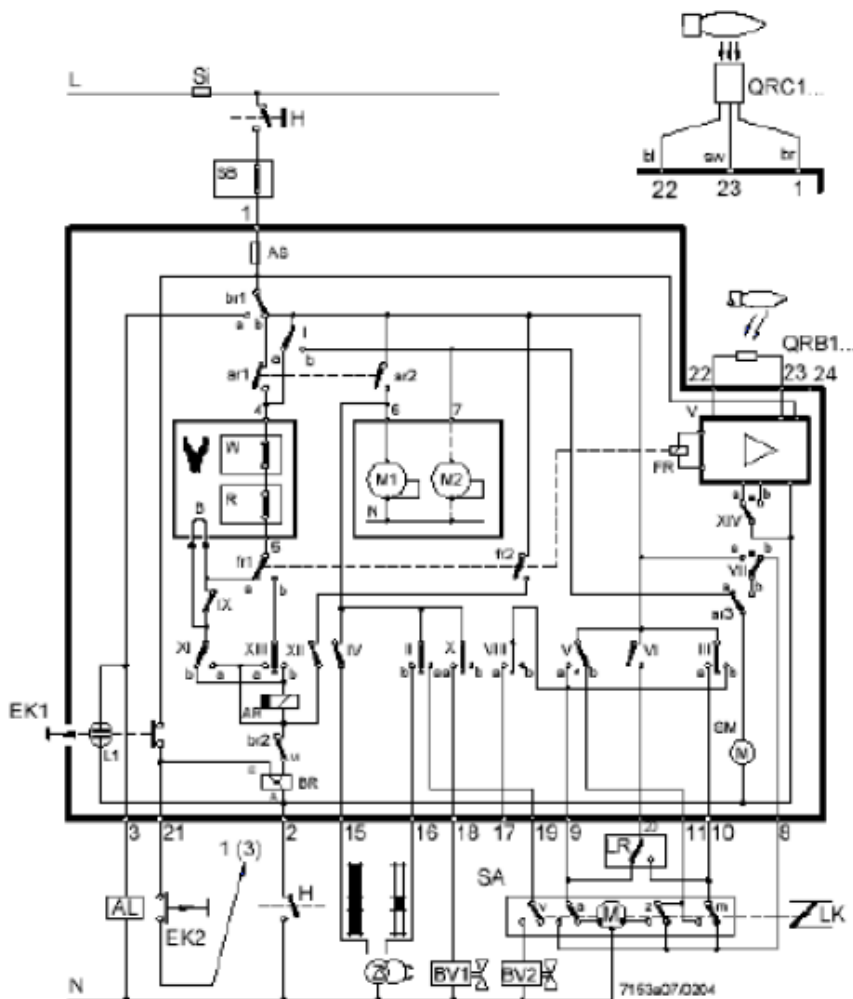 L
Si
H
QRC1...
bl
sw
br
22
23
1
SB
1
AS
br1
a b
I
a
b
ar1
ar2
QRB1...
22
23
24
4
6
7
V
W
R
B
M1
M2
N
FR
a
b
XIV
5
fr1
a
b
fr2
a
b
VII
b
a
ar3
IX
XI
XIII
XII
IV
II
X
VIII
V
VI
III
b
a
a
b
b
a
a
b
a
b
a
b
a
b
AR
EK1
L1
br2
BR
GM
M
3
21
2
15
16
18
17
19
9
20
11
10
8
1 (3)
LR
SA
AL
EK2
H
v
a
M
z
m
LK
Z
BV1
BV2
N
7153a07/0204